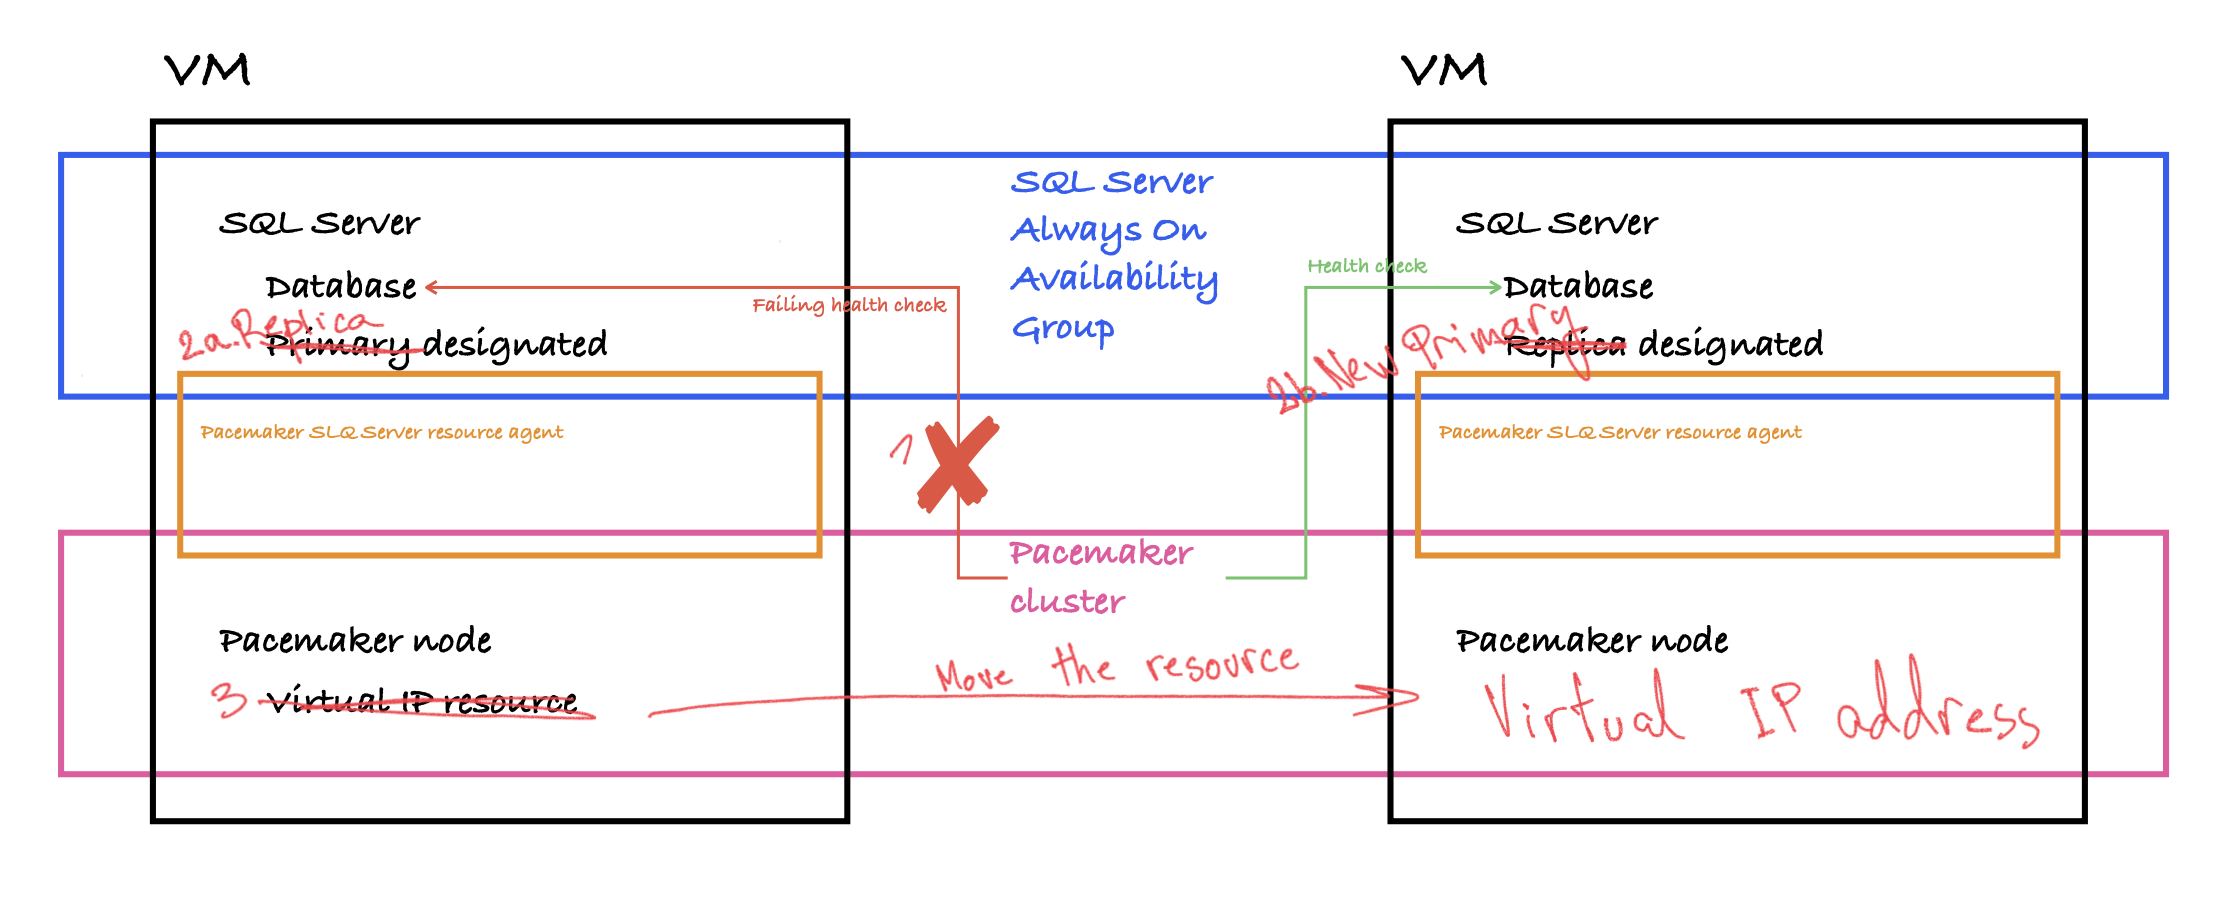 VM
SQL Server
Database
2a. Replica
Primary designated
Pacemaker SLQ Server resource agent
Pacemaker node
3 Virtual IP resource
Failing health check
1
SQL Server
Always On
Availability
Group
Pacemaker
cluster
Move the resource
Health check
VM
SQL Server
Database
2b. New Primary
Replica designated
Pacemaker SLQ Server resource agent
Pacemaker node
Virtual IP address